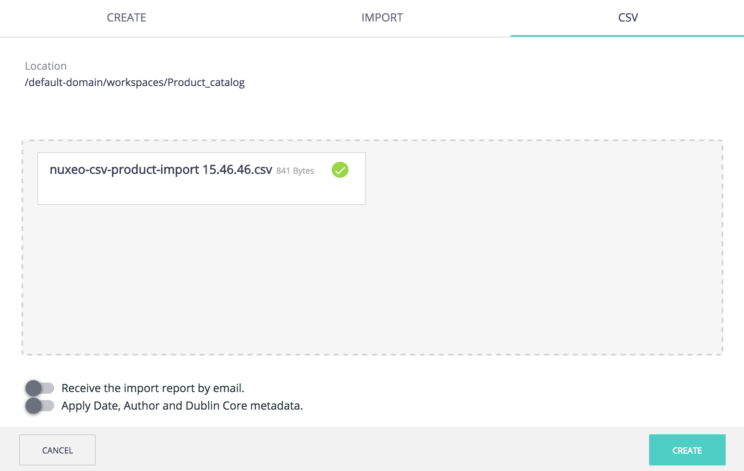 CREATE
IMPORT
CSV
Location
/default-domain/workspaces/Product_catalog
nuxeo-csv-product-import 15.46.46.csv 841 Bytes
Receive the import report by email.
Apply Date, Author and Dublin Core metadata.
CANCEL
CREATE